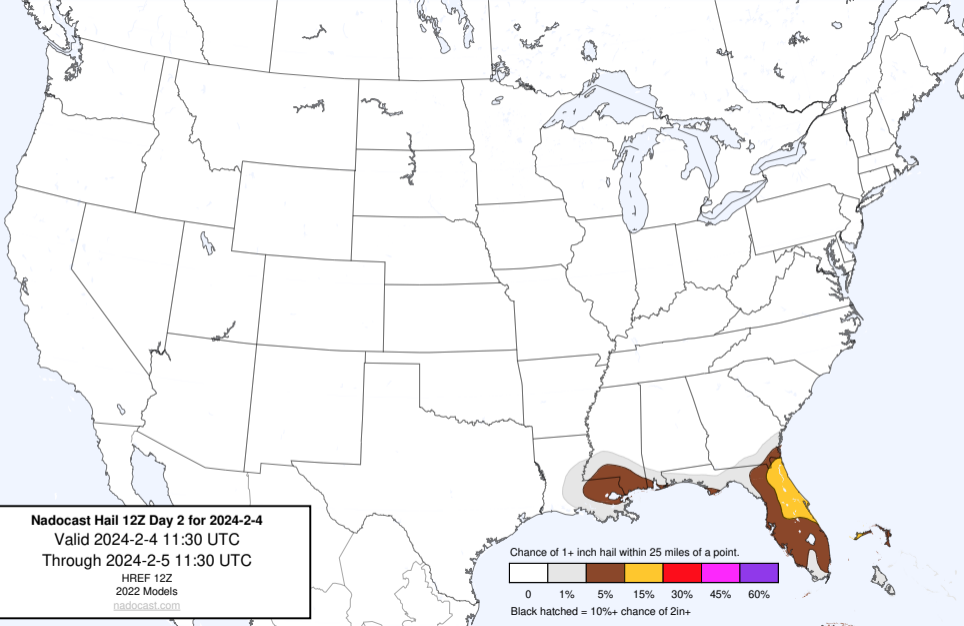 Nadocast Hail 12Z Day 2 for 2024-2-4
Valid 2024-2-4 11:30 UTC
Through 2024-2-5 11:30 UTC
HREF 12Z
2022 Models
nadocast.com
Chance of 1+ inch hail within 25 miles of a point.
0 1% 5% 15% 30% 45% 60%
Black hatched = 10%+ chance of 2in+